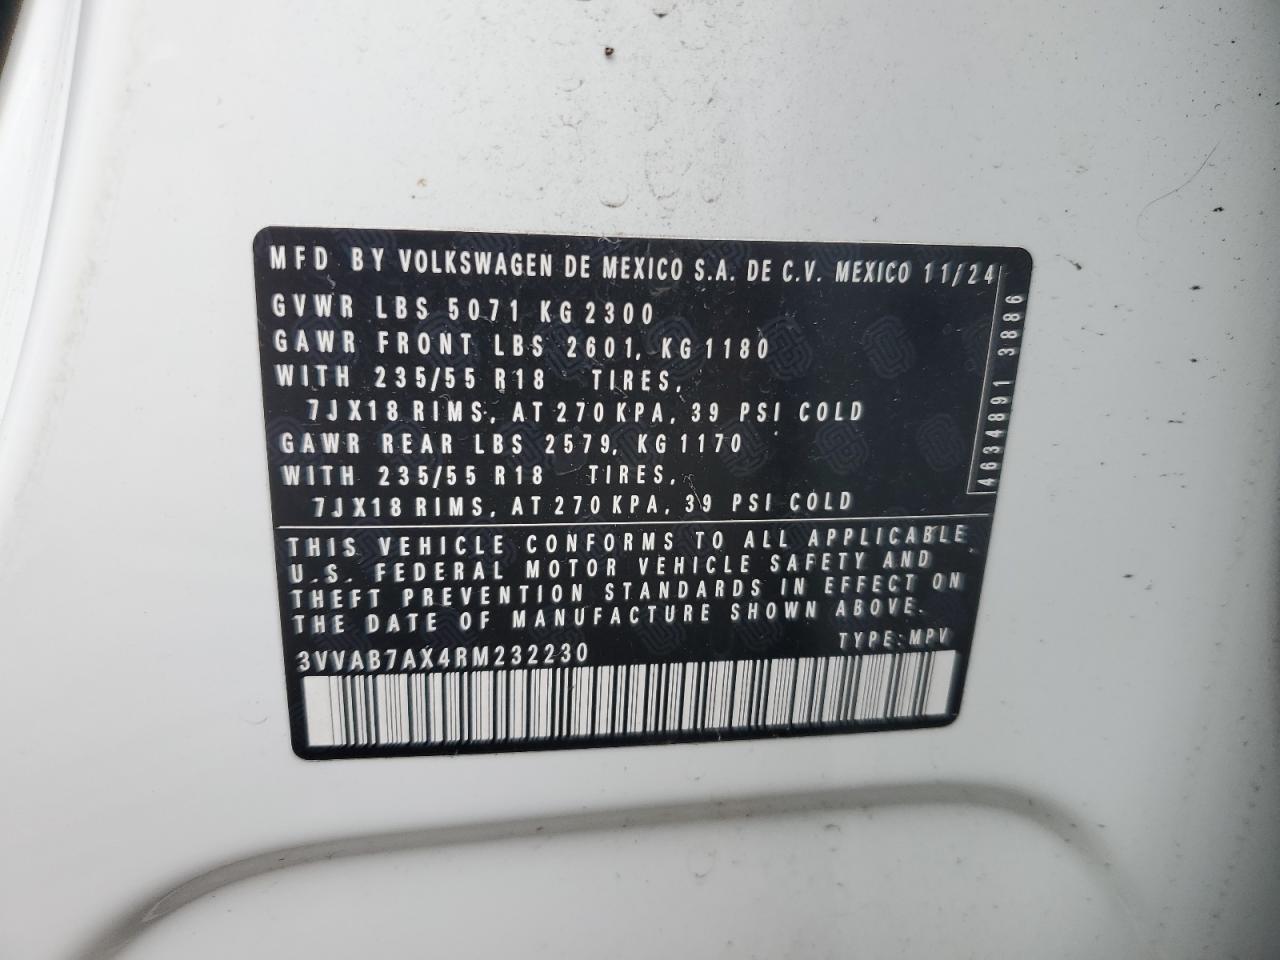 MFD BY VOLKSWAGEN DE MEXICO S.A. DE C.V. MEXICO 11/24
GVWR LBS 5071 KG 2300
GAWR FRONT LBS 2601, KG 1180
WITH 235/55 R18 TIRES,
7JX18 RIMS, AT 270 KPA, 39 PSI COLD
GAWR REAR LBS 2579, KG 1170
WITH 235/55 R18 TIRES,
7JX18 RIMS, AT 270 KPA, 39 PSI COLD
4634891 3886
THIS VEHICLE CONFORMS TO ALL APPLICABLE
U.S. FEDERAL MOTOR VEHICLE SAFETY AND
THEFT PREVENTION STANDARDS IN EFFECT ON
THE DATE OF MANUFACTURE SHOWN ABOVE.
TYPE: MPV
3VVAB7AX4RM232230